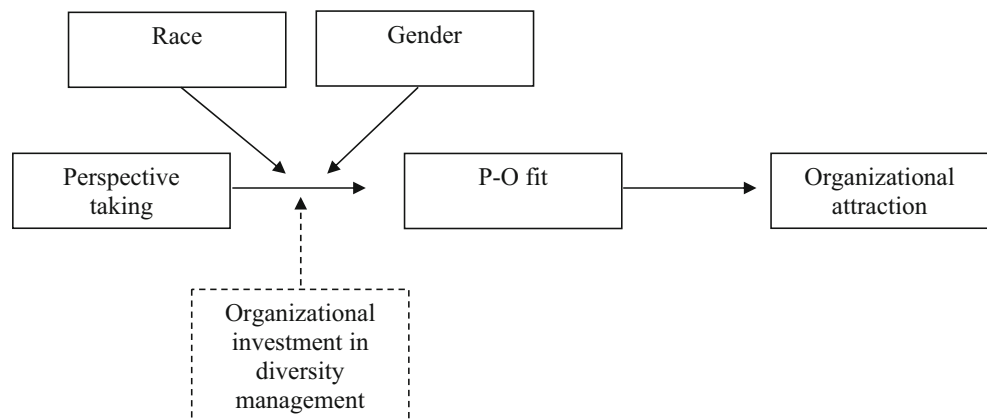 Race
Gender
Perspective
taking
P-O fit
Organizational
attraction
Organizational
investment in
diversity
management